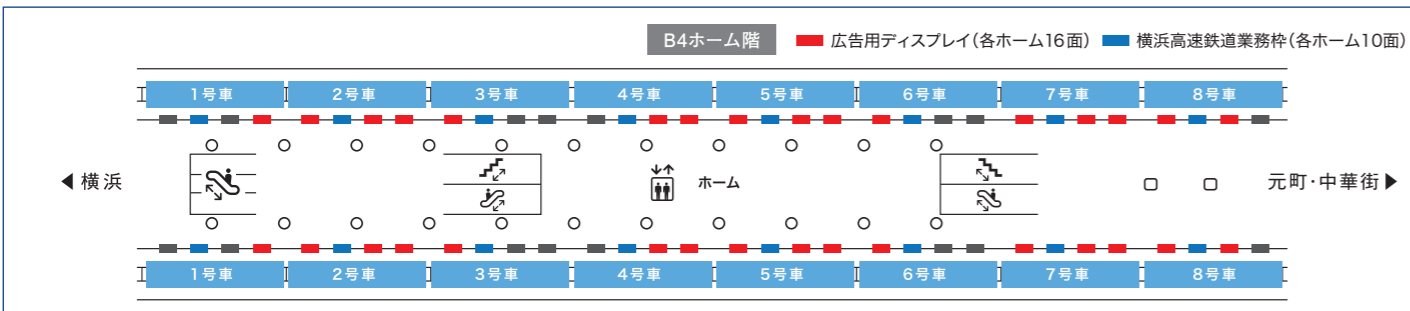 B4ホーム階 広告用ディスプレイ(各ホーム16面) 横浜高速鉄道業務枠(各ホーム10面)
1号車 2号車 3号車 4号車 5号車 6号車 7号車 8号車
横浜 ホーム 元町・中華街
1号車 2号車 3号車 4号車 5号車 6号車 7号車 8号車